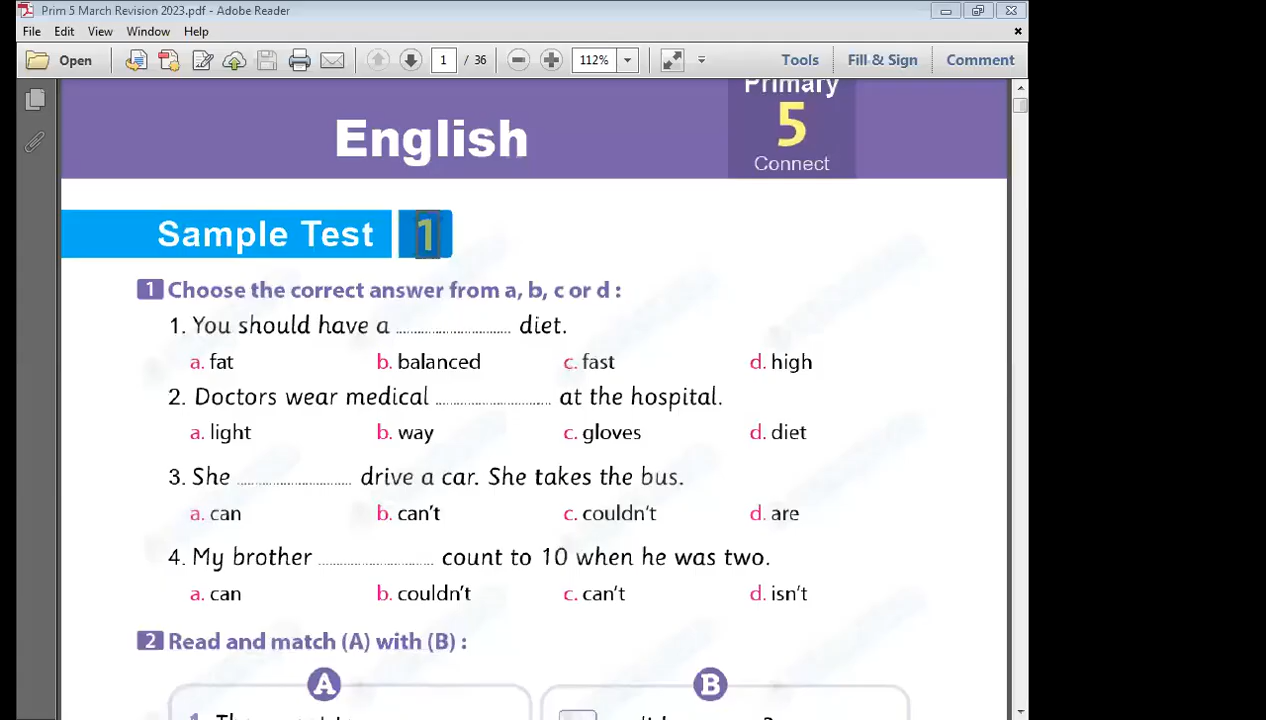 Prim 5 March Revision 2023.pdf - Adobe Reader
File Edit View Window Help
Open 1 / 36 112% Tools Fill & Sign Comment
Primary
5
Connect
English
Sample Test 1
1 Choose the correct answer from a, b, c or d :
1. You should have a .............................. diet.
a. fat b. balanced c. fast d. high
2. Doctors wear medical .............................. at the hospital.
a. light b. way c. gloves d. diet
3. She .............................. drive a car. She takes the bus.
a. can b. can't c. couldn't d. are
4. My brother .............................. count to 10 when he was two.
a. can b. couldn't c. can't d. isn't
2 Read and match (A) with (B) :
A B